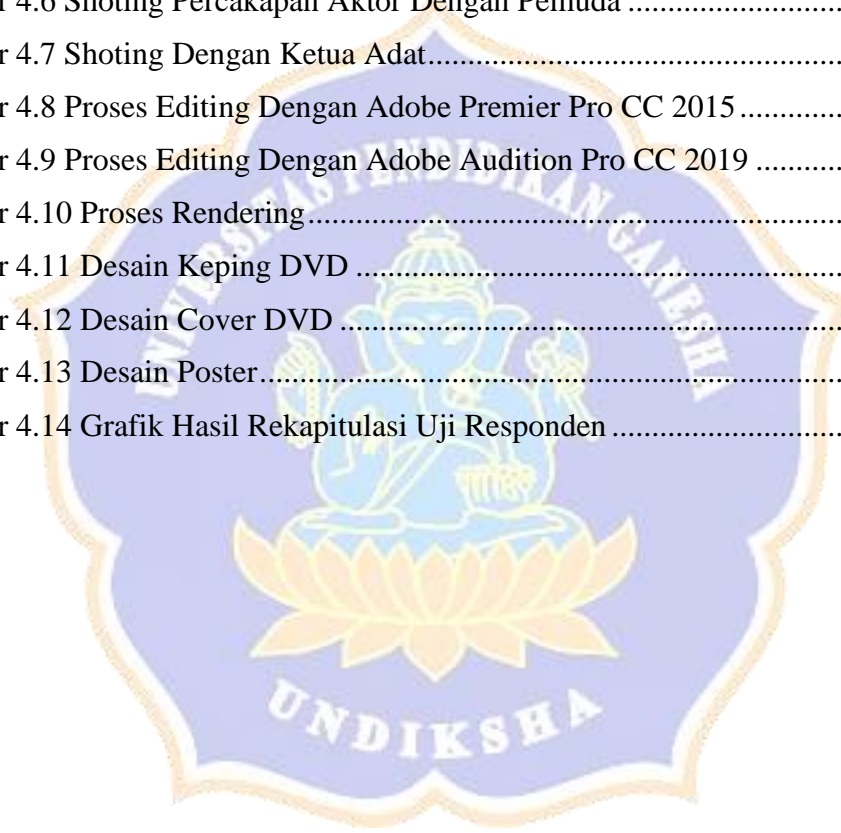 r 4.6 Shoting Percakapan Aktor Dengan Pemuda ..........................
r 4.7 Shoting Dengan Ketua Adat....................................................
r 4.8 Proses Editing Dengan Adobe Premier Pro CC 2015 .............
r 4.9 Proses Editing Dengan Adobe Audition Pro CC 2019 ...........
r 4.10 Proses Rendering...................................................................
r 4.11 Desain Keping DVD .............................................................
r 4.12 Desain Cover DVD ...............................................................
r 4.13 Desain Poster.........................................................................
r 4.14 Grafik Hasil Rekapitulasi Uji Responden .............................
UNIVERSITAS PENDIDIKAN GANESHA
UNDIKSHA